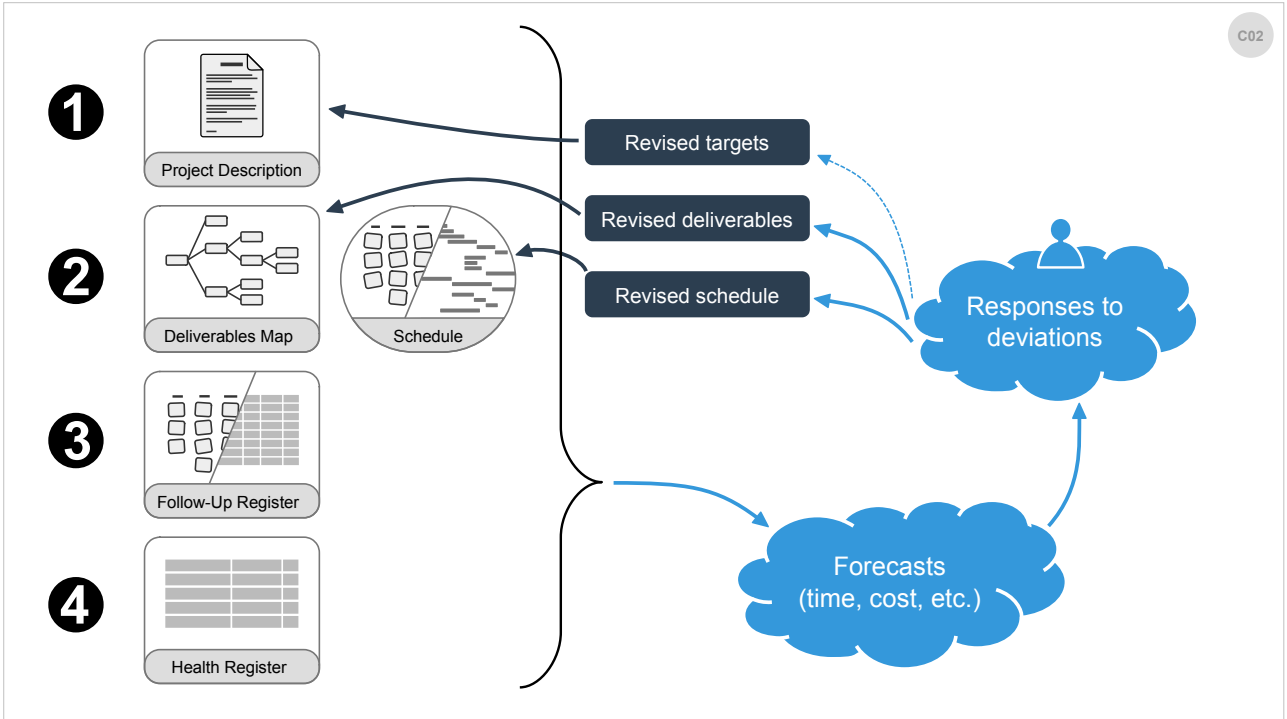 C02
1
Project Description
Revised targets
2
Deliverables Map
Schedule
Revised deliverables
Revised schedule
Responses to
deviations
3
Follow-Up Register
Forecasts
(time, cost, etc.)
4
Health Register